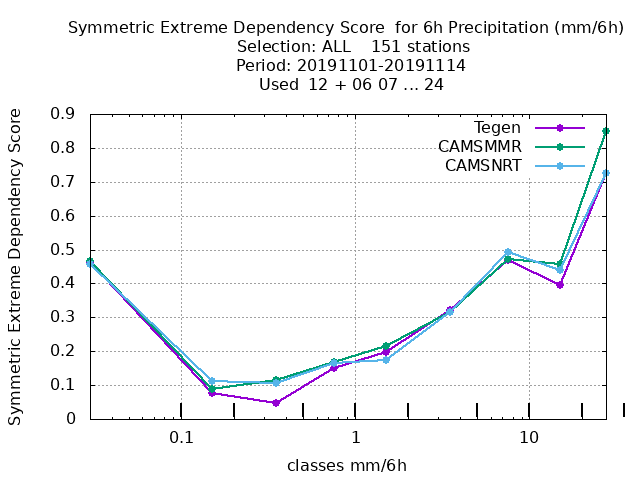 Symmetric Extreme Dependency Score  for 6h Precipitation (mm/6h)
Selection: ALL    151 stations
Period: 20191101-20191114
Used  12 + 06 07 ... 24
Symmetric Extreme Dependency Score
0.9
0.8
0.7
0.6
0.5
0.4
0.3
0.2
0.1
0
Tegen
CAMSMMR
CAMSNRT
0.1
1
10
classes mm/6h